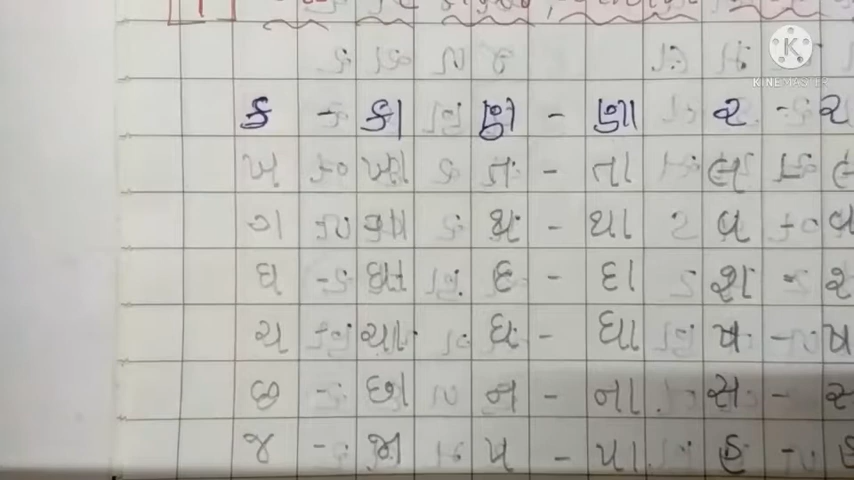 KINEMASTER
ક - કા ણ - ણા ર - ર
ખ ખા ત - તા લ -
ગ ગા થ - થા વ - વ
ઘ - ઘા દ - દા શ - શ
ચ - ચા ધ - ધા ષ - ષ
છ - છા ન - ના સ - સ
જ - જા પ - પા હ - હ